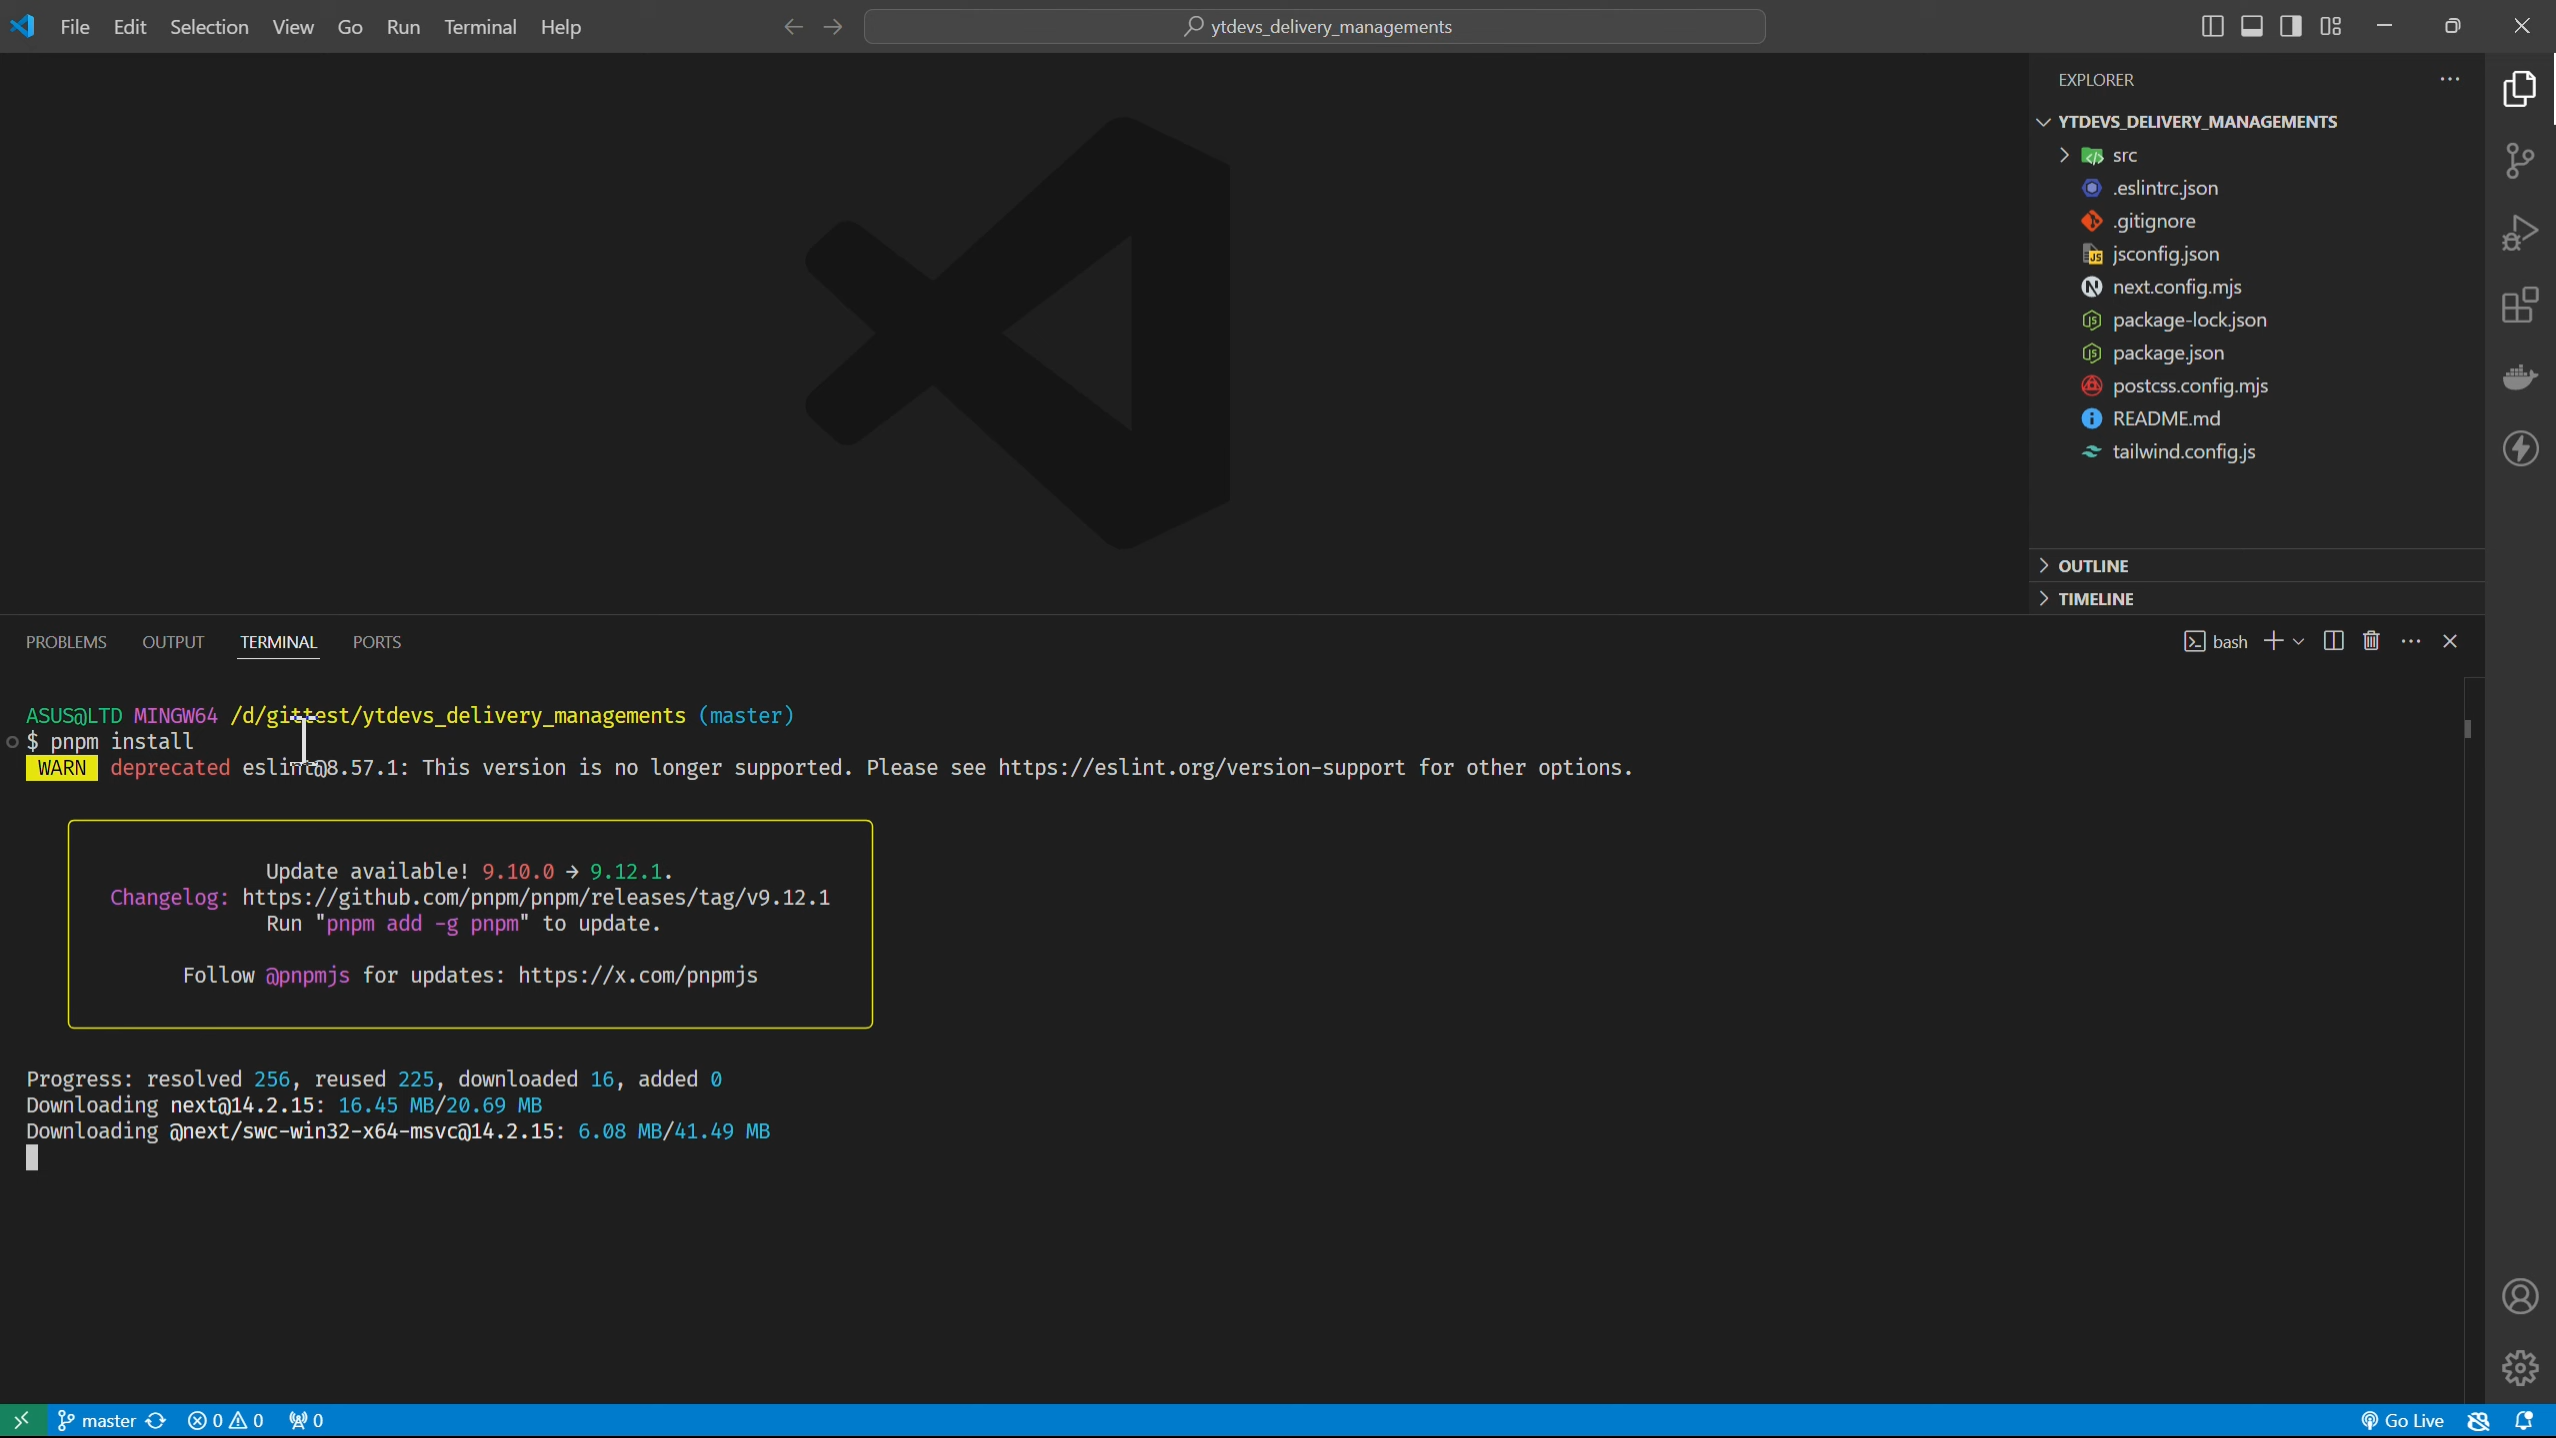 File Edit Selection View Go Run Terminal Help
ytdevs_delivery_managements
EXPLORER
YTDEVS_DELIVERY_MANAGEMENTS
src
.eslintrc.json
.gitignore
jsconfig.json
next.config.mjs
package-lock.json
package.json
postcss.config.mjs
README.md
tailwind.config.js
OUTLINE
TIMELINE
PROBLEMS OUTPUT TERMINAL PORTS
bash
ASUS@LTD MINGW64 /d/gittest/ytdevs_delivery_managements (master)
$ pnpm install
WARN deprecated eslint@8.57.1: This version is no longer supported. Please see https://eslint.org/version-support for other options.
Update available! 9.10.0 → 9.12.1.
Changelog: https://github.com/pnpm/pnpm/releases/tag/v9.12.1
Run "pnpm add -g pnpm" to update.
Follow @pnpmjs for updates: https://x.com/pnpmjs
Progress: resolved 256, reused 225, downloaded 16, added 0
Downloading next@14.2.15: 16.45 MB/20.69 MB
Downloading @next/swc-win32-x64-msvc@14.2.15: 6.08 MB/41.49 MB
master 0 0 0 Go Live